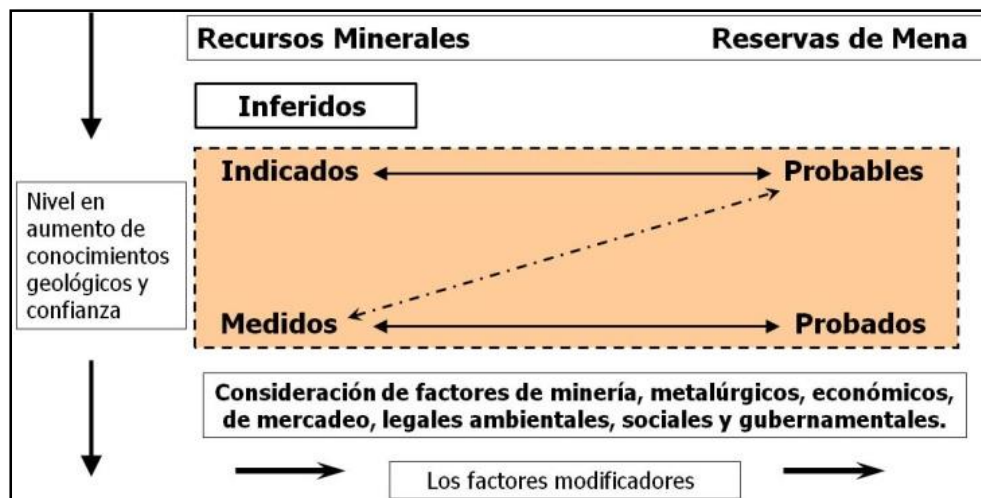 Recursos Minerales
Reservas de Mena
Inferidos
Indicados
Probables
Nivel en
aumento de
conocimientos
geológicos y
confianza
Medidos
Probados
Consideración de factores de minería, metalúrgicos, económicos,
de mercadeo, legales ambientales, sociales y gubernamentales.
Los factores modificadores